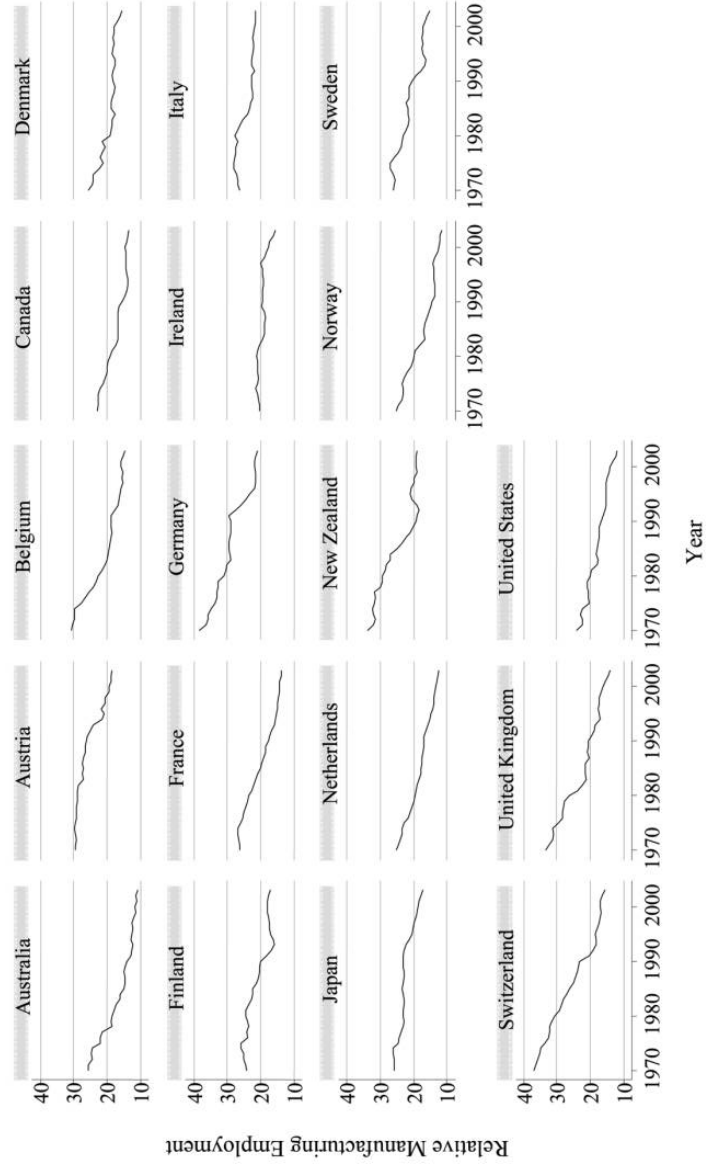 Relative Manufacturing Employment
Australia
Austria
Belgium
Canada
Denmark
40
30
20
10
Finland
France
Germany
Ireland
Italy
40
30
20
10
Japan
Netherlands
New Zealand
Norway
Sweden
40
30
20
10
1970 1980 1990 2000
1970 1980 1990 2000
Switzerland
United Kingdom
United States
40
30
20
10
1970 1980 1990 2000
1970 1980 1990 2000
1970 1980 1990 2000
Year